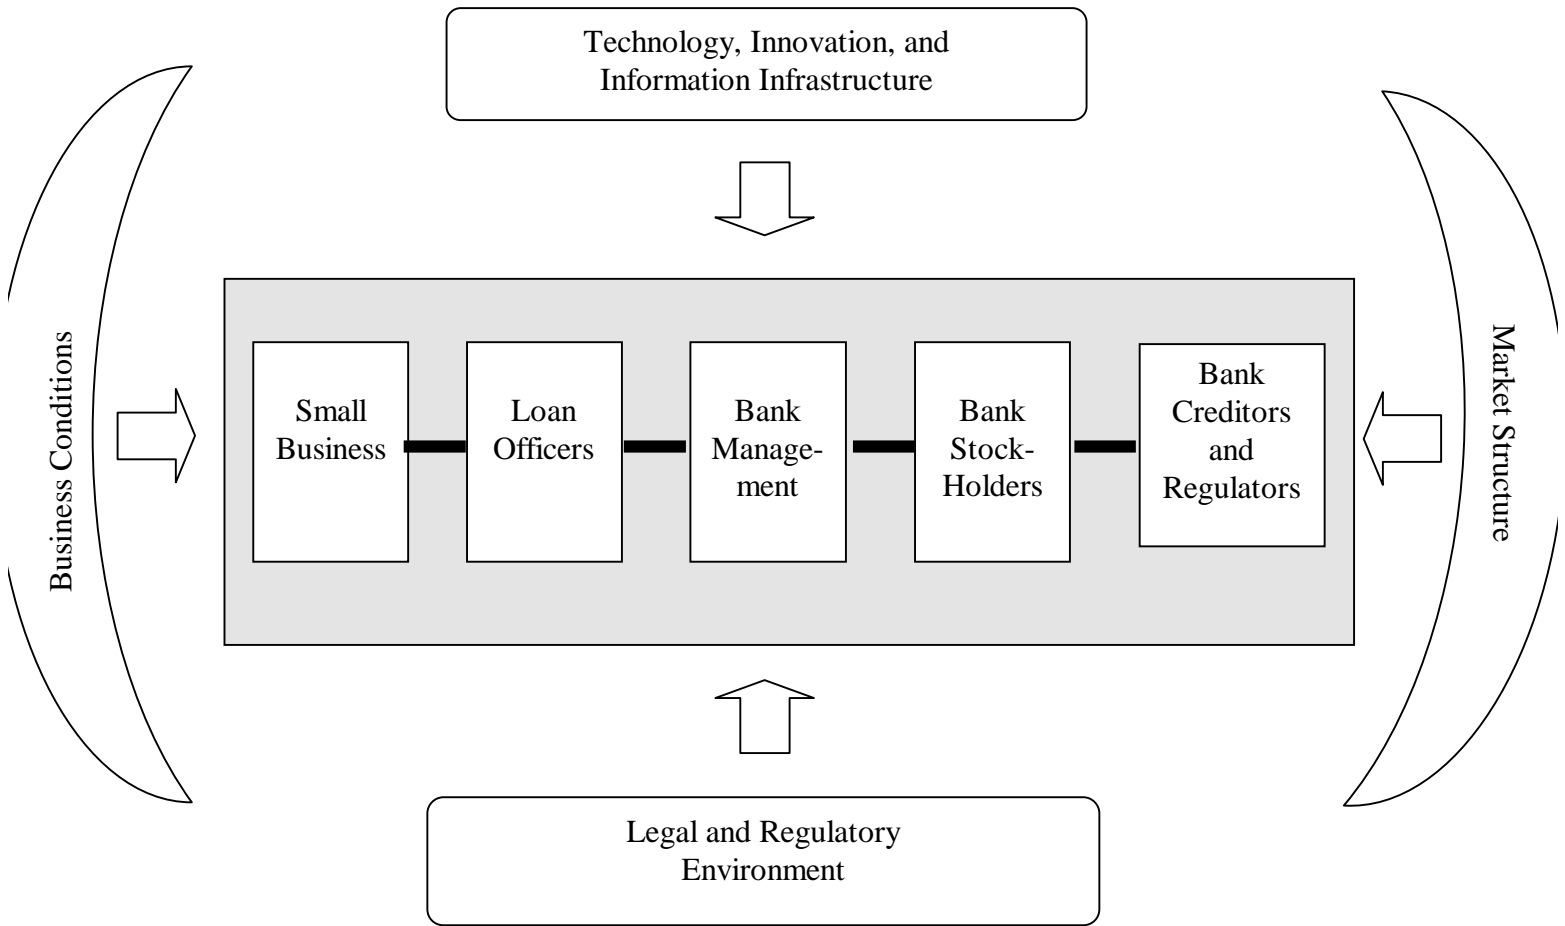 Technology, Innovation, and
Information Infrastructure
Business Conditions
Small
Business
Loan
Officers
Bank
Manage-
ment
Bank
Stock-
Holders
Bank
Creditors
and
Regulators
Market Structure
Legal and Regulatory
Environment